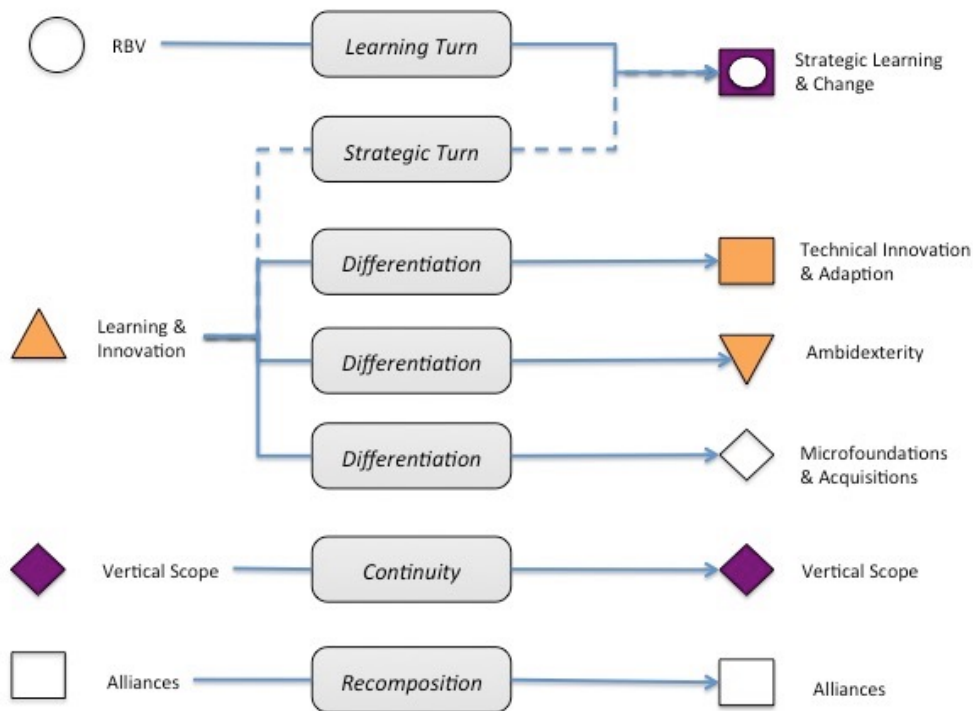 RBV
Learning Turn
Strategic Learning
& Change
Strategic Turn
Differentiation
Technical Innovation
& Adaption
Learning &
Innovation
Differentiation
Ambidexterity
Differentiation
Microfoundations
& Acquisitions
Vertical Scope
Continuity
Vertical Scope
Alliances
Recomposition
Alliances